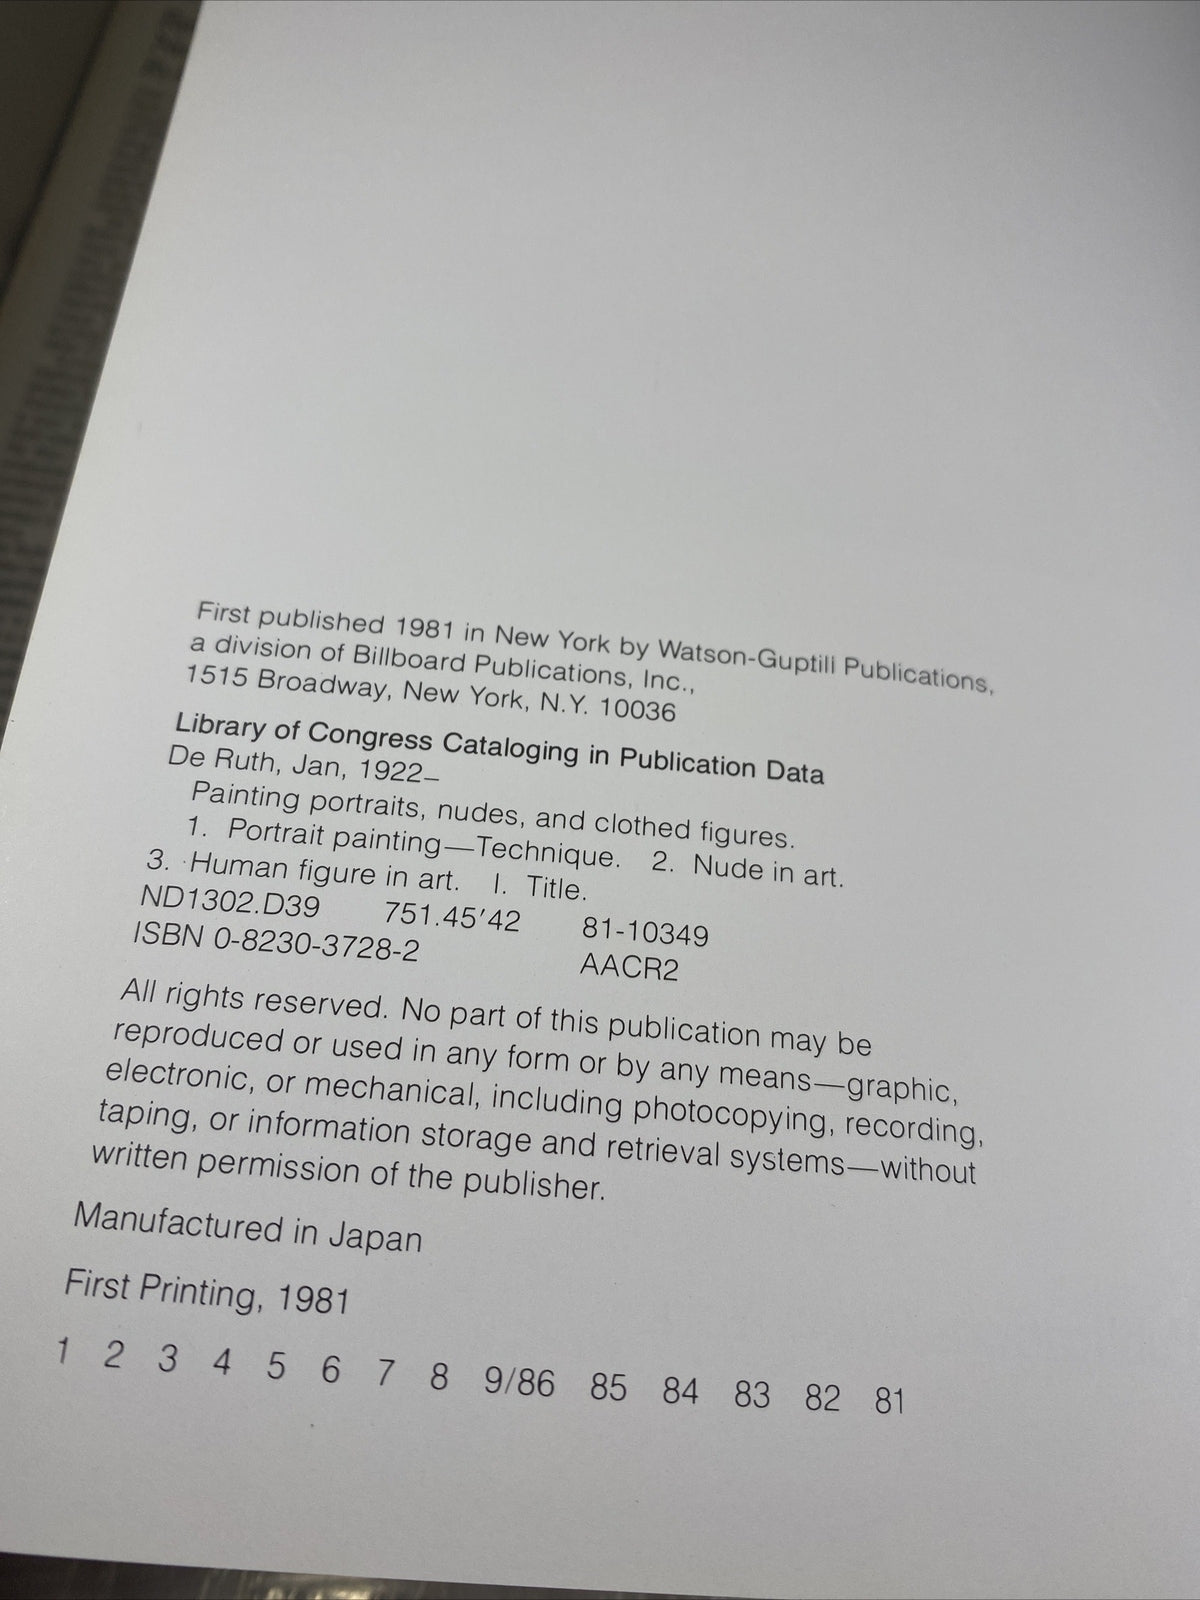 First published 1981 in New York by Watson-Guptill Publications,
a division of Billboard Publications, Inc.,
1515 Broadway, New York, N.Y. 10036
Library of Congress Cataloging in Publication Data
De Ruth, Jan, 1922–
Painting portraits, nudes, and clothed figures.
1. Portrait painting—Technique. 2. Nude in art.
3. Human figure in art. I. Title.
ND1302.D39 751.45′42 81-10349
ISBN 0-8230-3728-2 AACR2
All rights reserved. No part of this publication may be
reproduced or used in any form or by any means—graphic,
electronic, or mechanical, including photocopying, recording,
taping, or information storage and retrieval systems—without
written permission of the publisher.
Manufactured in Japan
First Printing, 1981
1 2 3 4 5 6 7 8 9/86 85 84 83 82 81